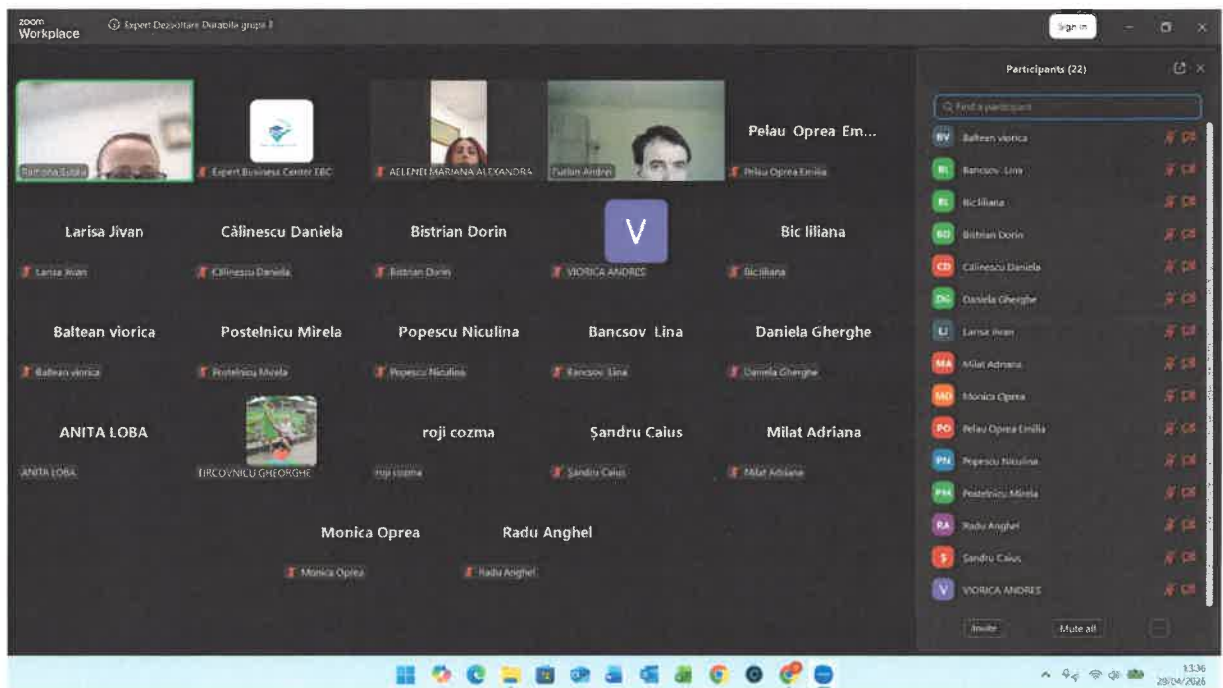 zoom
Workplace
Expert Dezvoltare Durabila grupa 8
Sign in
Expert Business Center EBC
AELENEI MARIANA ALEXANDRA
Furlan Andrei
Pelau Oprea Em...
Pelau Oprea Emilia
Larisa Jivan
Larisa Jivan
Călinescu Daniela
Călinescu Daniela
Bistrian Dorin
Bistrian Dorin
V
VIORICA ANDRES
Bic liliana
Bic liliana
Baltean viorica
Baltean viorica
Postelnicu Mirela
Postelnicu Mirela
Popescu Niculina
Popescu Niculina
Bancsov Lina
Bancsov Lina
Daniela Gherghe
Daniela Gherghe
ANITA LOBA
ANITA LOBA
TIRCOVNICU GHEORGHE
roji cozma
roji cozma
Șandru Caius
Șandru Caius
Milat Adriana
Milat Adriana
Monica Oprea
Monica Oprea
Radu Anghel
Radu Anghel
Participants (22)
Find a participant
BV Baltean viorica
BL Bancsov Lina
BL Bic liliana
BD Bistrian Dorin
CD Călinescu Daniela
DG Daniela Gherghe
LJ Larisa Jivan
MA Milat Adriana
MO Monica Oprea
PO Pelau Oprea Emilia
PN Popescu Niculina
PM Postelnicu Mirela
RA Radu Anghel
S Șandru Caius
V VIORICA ANDRES
Invite
Mute all
13:36
29/04/2026